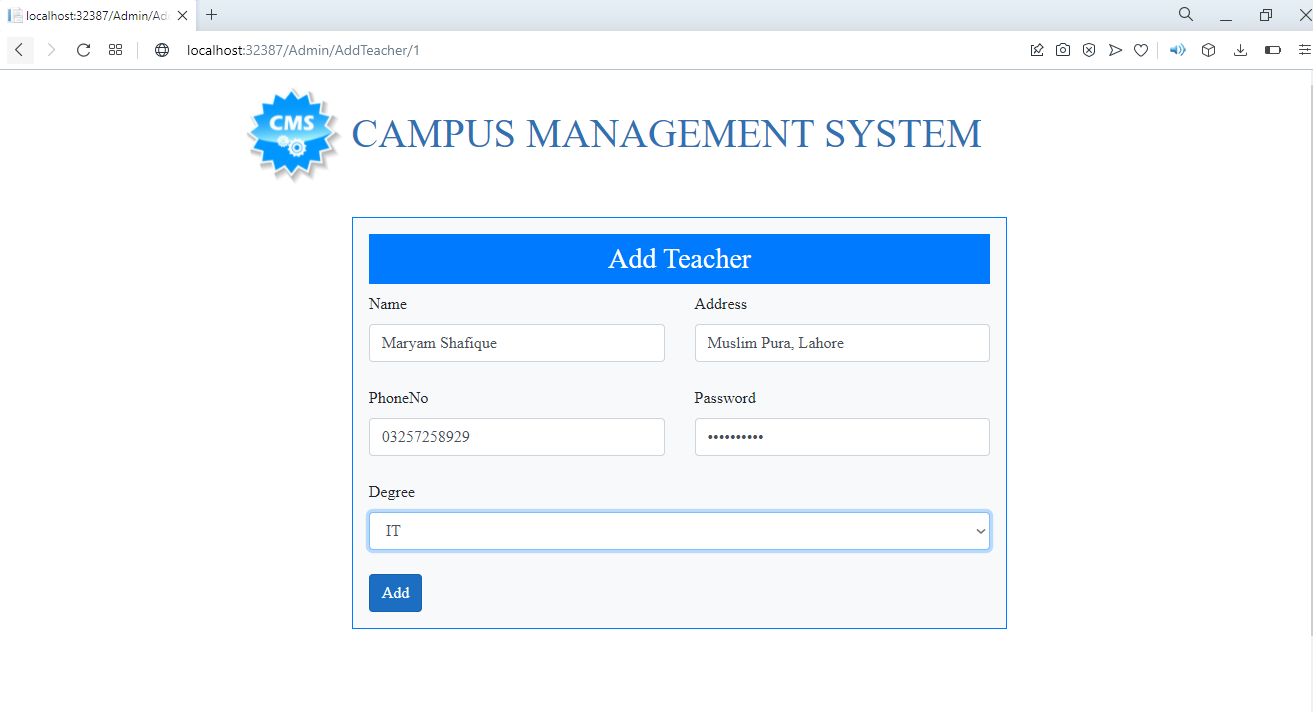 localhost:32387/Admin/Ad
localhost:32387/Admin/AddTeacher/1
CMS
CAMPUS MANAGEMENT SYSTEM
Add Teacher
Name
Address
Maryam Shafique
Muslim Pura, Lahore
PhoneNo
Password
03257258929
••••••••••
Degree
IT
Add